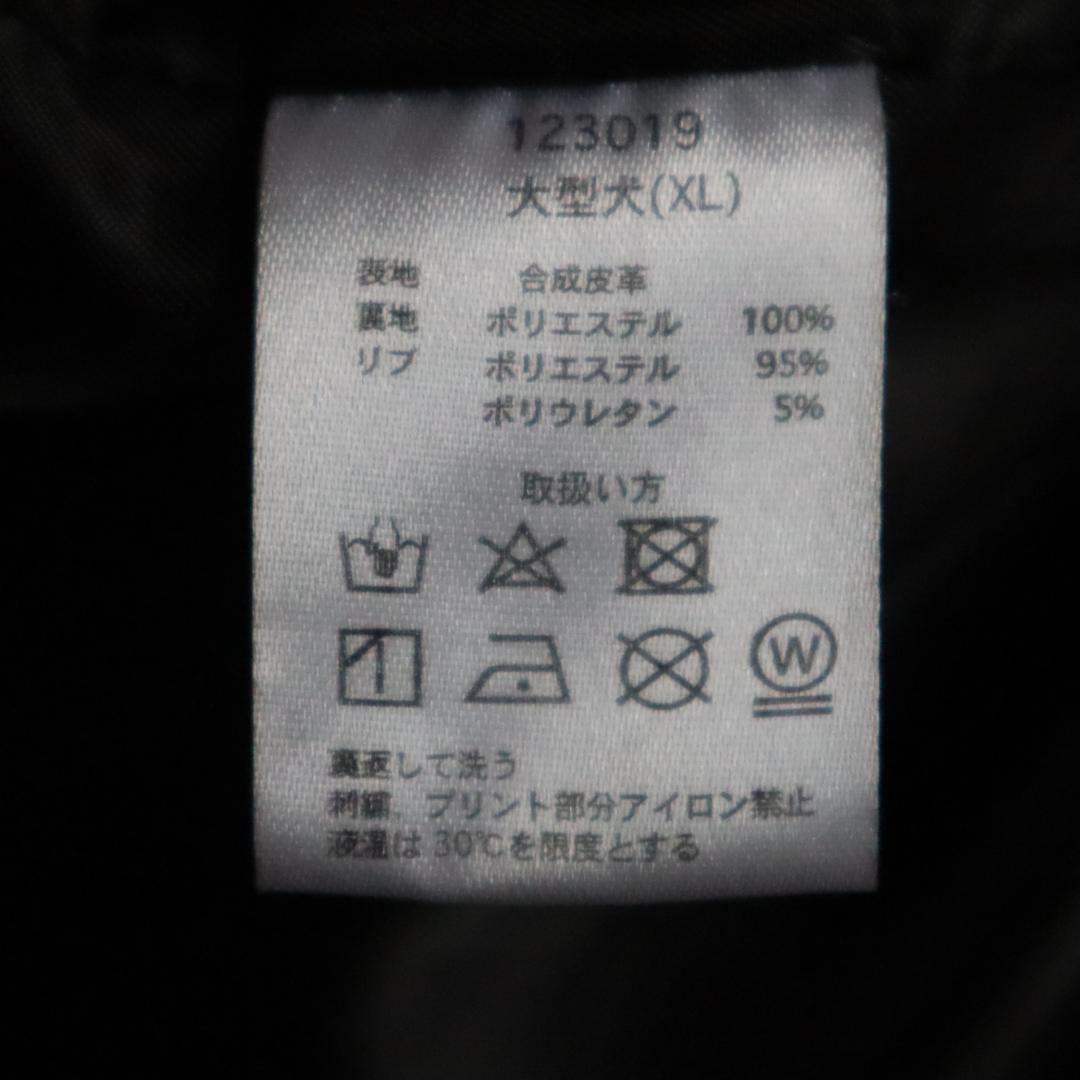 123019
大型犬(XL)
表地 合成皮革
裏地 ポリエステル 100%
リブ ポリエステル 95%
ポリウレタン 5%
取扱い方
W
裏返して洗う
刺繍、プリント部分アイロン禁止
液温は 30℃を限度とする